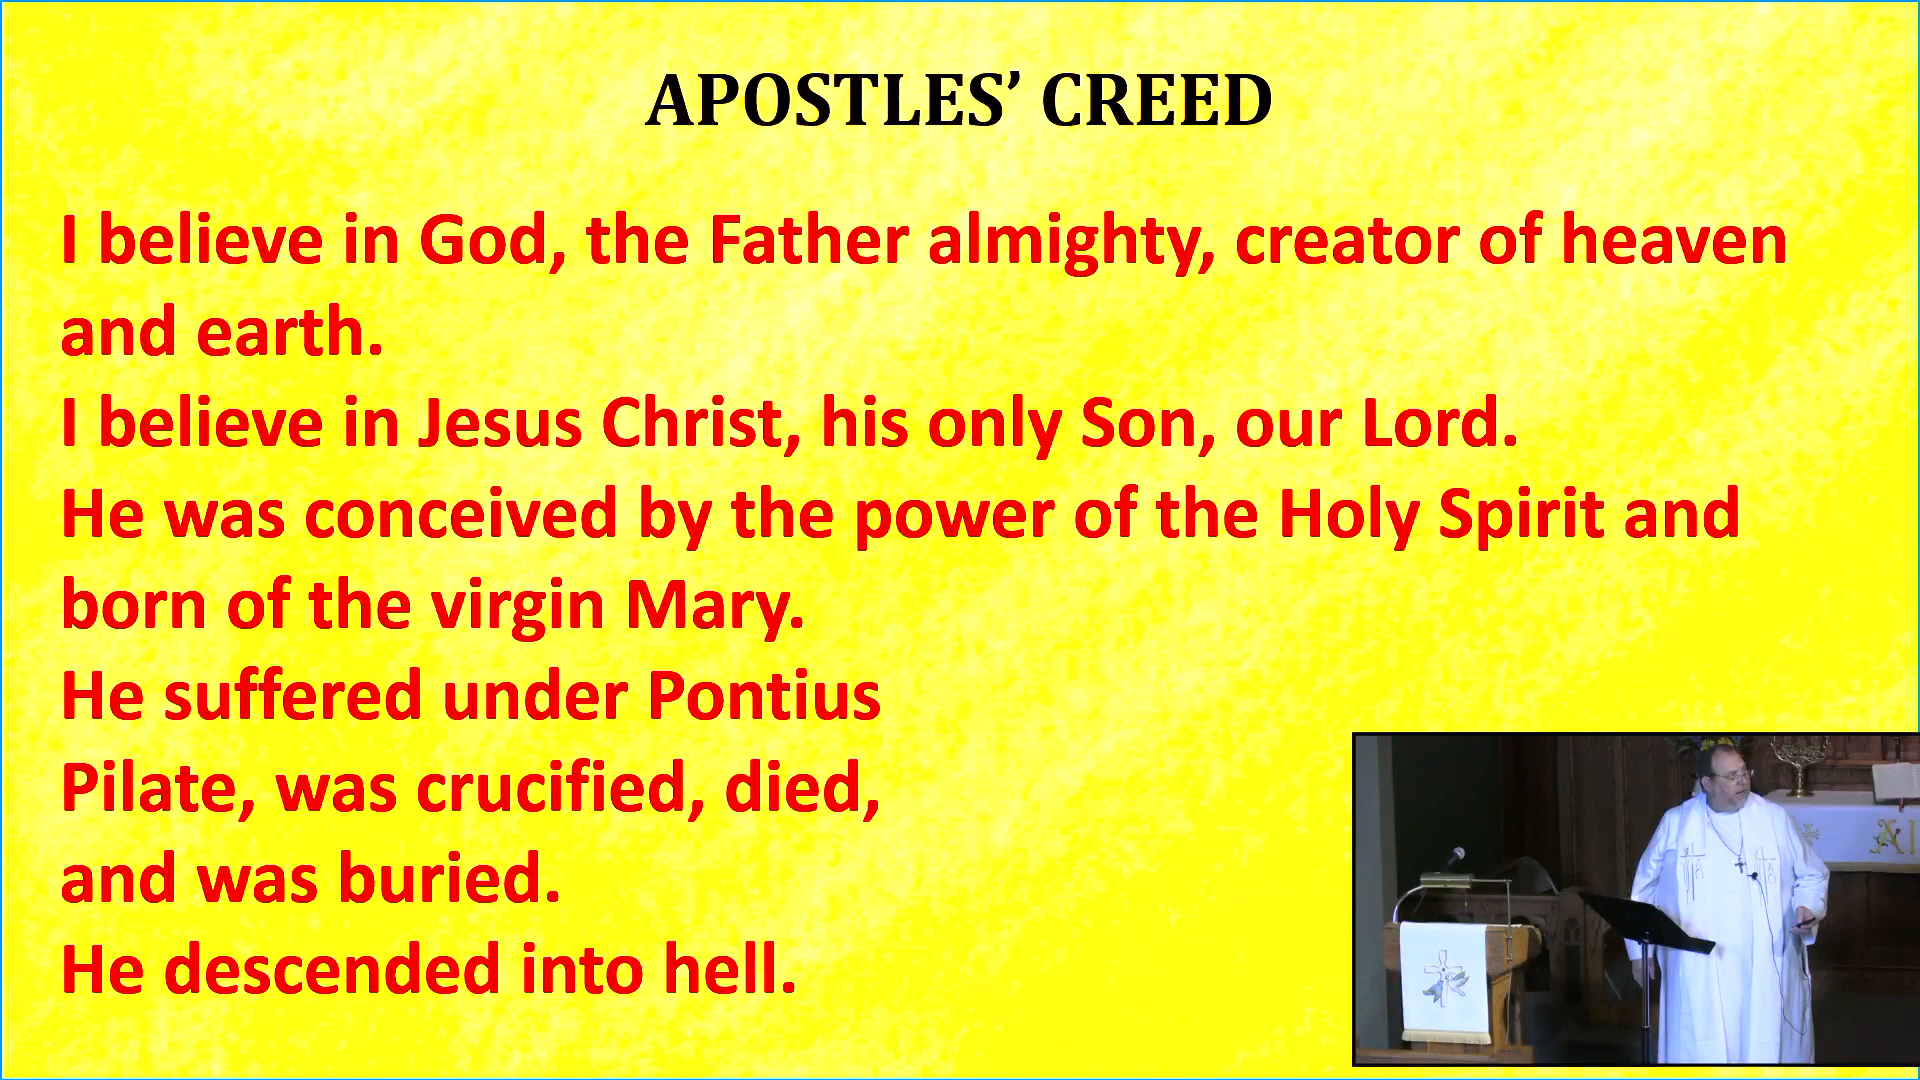 APOSTLES’ CREED
I believe in God, the Father almighty, creator of heaven
and earth.
I believe in Jesus Christ, his only Son, our Lord.
He was conceived by the power of the Holy Spirit and
born of the virgin Mary.
He suffered under Pontius
Pilate, was crucified, died,
and was buried.
He descended into hell.